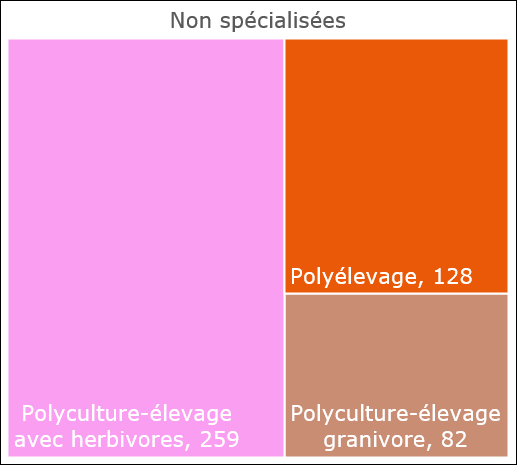 Non spécialisées
Polyélevage, 128
Polyculture-élevage
avec herbivores, 259
Polyculture-élevage
granivore, 82